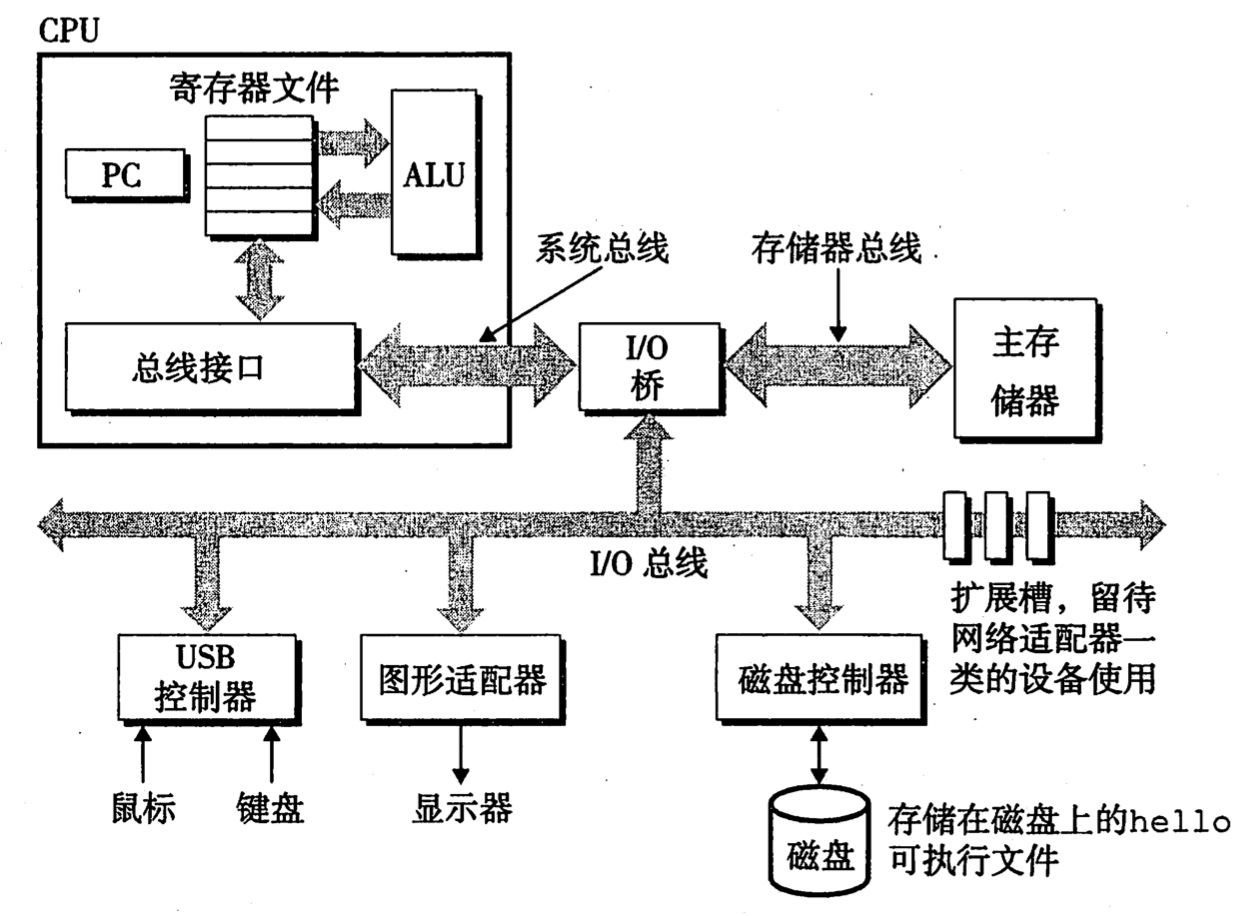 CPU
寄存器文件
PC
ALU
系统总线
存储器总线
总线接口
I/O
桥
主存
储器
I/O 总线
扩展槽，留待
网络适配器一
类的设备使用
USB
控制器
图形适配器
磁盘控制器
鼠标
键盘
显示器
磁盘
存储在磁盘上的hello
可执行文件